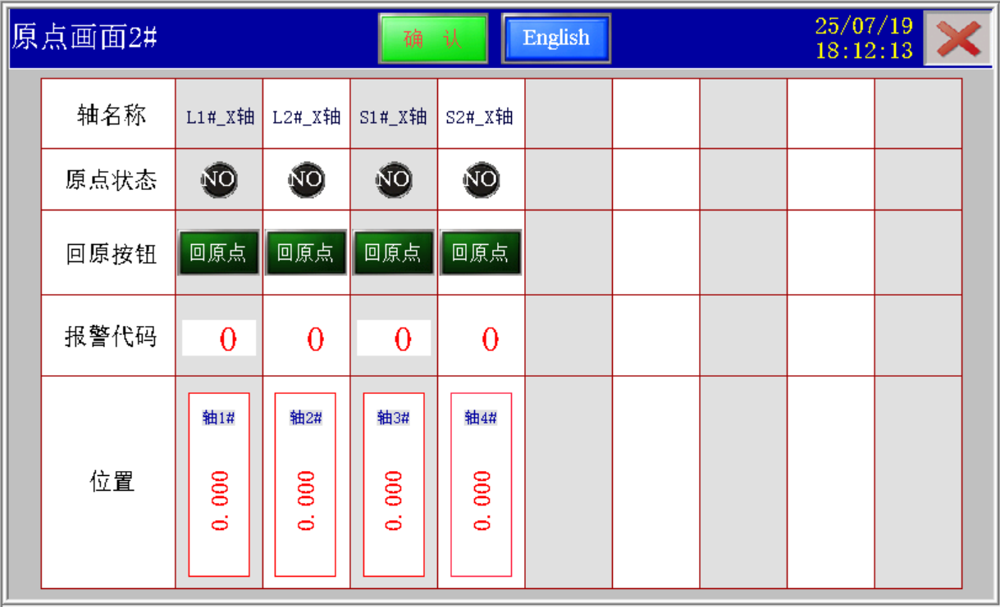 原点画面2#
确 认
English
25/07/19
18:12:13
轴名称 L1#_X轴 L2#_X轴 S1#_X轴 S2#_X轴
原点状态 NO NO NO NO
回原按钮 回原点 回原点 回原点 回原点
报警代码 0 0 0 0
位置
轴1# 轴2# 轴3# 轴4#
0.000 0.000 0.000 0.000